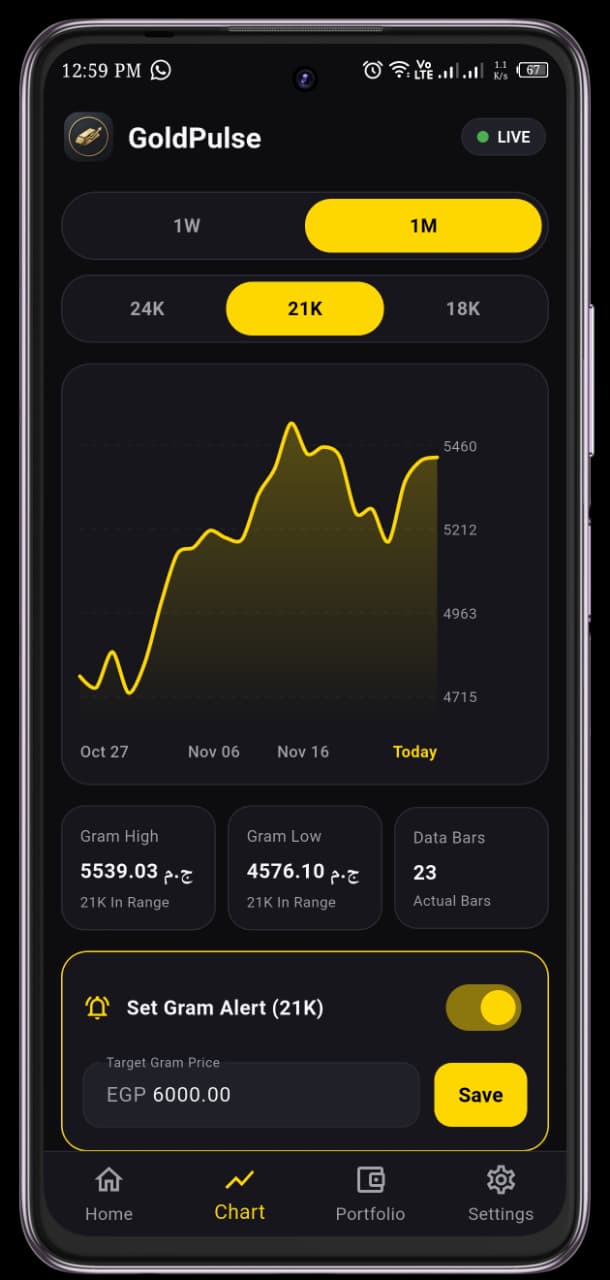 12:59 PM
Vo LTE 1.1 K/s 67
GoldPulse
LIVE
1W 1M
24K 21K 18K
5460
5212
4963
4715
Oct 27 Nov 06 Nov 16 Today
Gram High Gram Low Data Bars
5539.03 ج.م 4576.10 ج.م 23
21K In Range 21K In Range Actual Bars
Set Gram Alert (21K)
Target Gram Price
EGP 6000.00 Save
Home Chart Portfolio Settings